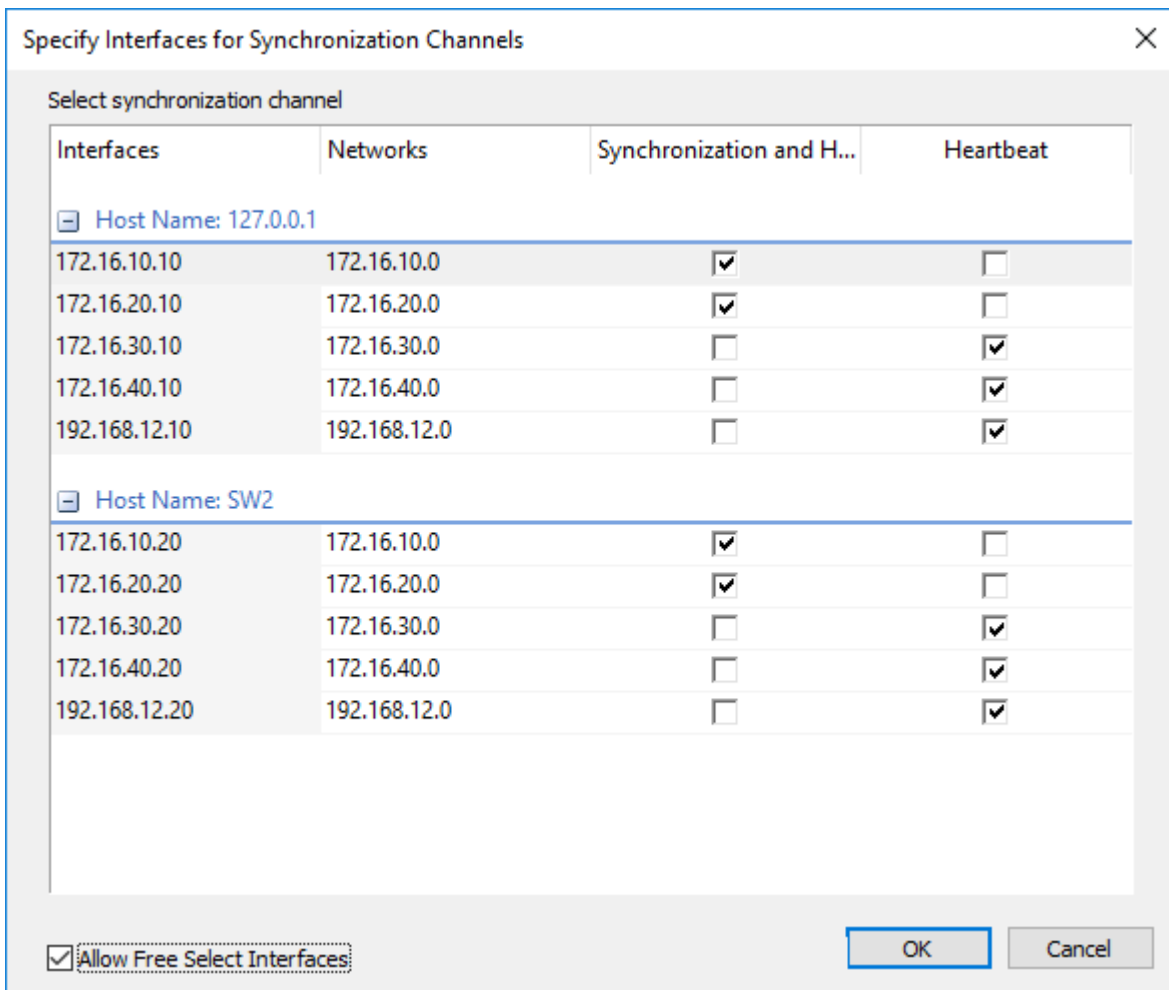 Specify Interfaces for Synchronization Channels
Select synchronization channel
Interfaces Networks Synchronization and H... Heartbeat
Host Name: 127.0.0.1
172.16.10.10 172.16.10.0
172.16.20.10 172.16.20.0
172.16.30.10 172.16.30.0
172.16.40.10 172.16.40.0
192.168.12.10 192.168.12.0
Host Name: SW2
172.16.10.20 172.16.10.0
172.16.20.20 172.16.20.0
172.16.30.20 172.16.30.0
172.16.40.20 172.16.40.0
192.168.12.20 192.168.12.0
Allow Free Select Interfaces OK Cancel